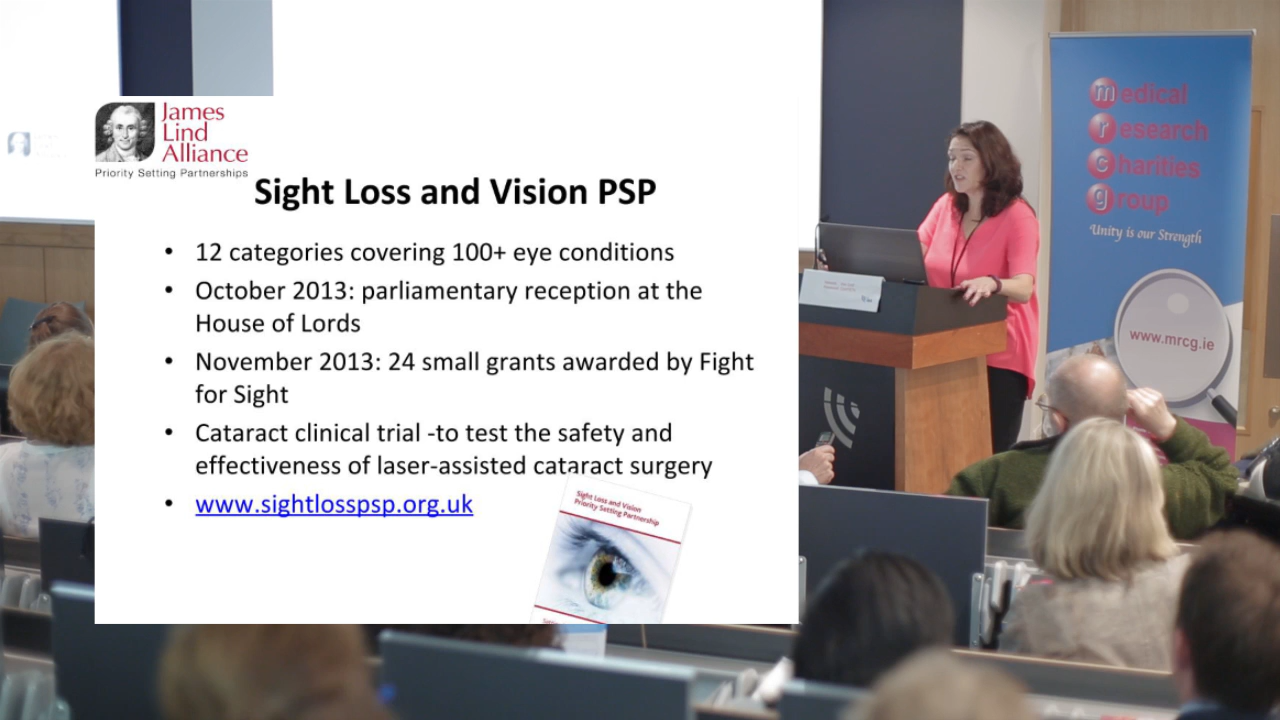 James
Lind
Alliance
Priority Setting Partnerships
Sight Loss and Vision PSP
• 12 categories covering 100+ eye conditions
• October 2013: parliamentary reception at the
House of Lords
• November 2013: 24 small grants awarded by Fight
for Sight
• Cataract clinical trial -to test the safety and
effectiveness of laser-assisted cataract surgery
• www.sightlosspsp.org.uk
Sight Loss and Vision
Priority Setting Partnership
medical
research
charities
group
Unity is our Strength
www.mrcg.ie